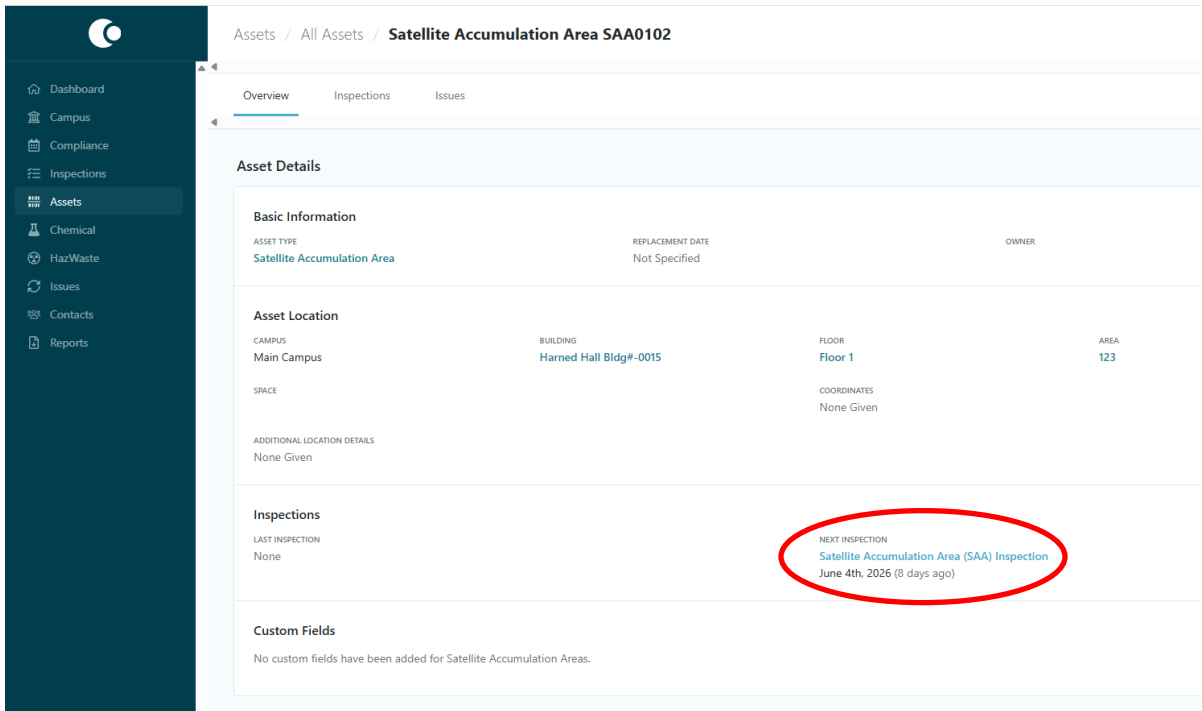 Assets / All Assets / Satellite Accumulation Area SAA0102
Dashboard
Campus
Compliance
Inspections
Assets
Chemical
HazWaste
Issues
Contacts
Reports
Overview Inspections Issues
Asset Details
Basic Information
ASSET TYPE REPLACEMENT DATE OWNER
Satellite Accumulation Area Not Specified
Asset Location
CAMPUS BUILDING FLOOR AREA
Main Campus Harned Hall Bldg#-0015 Floor 1 123
SPACE COORDINATES
None Given
ADDITIONAL LOCATION DETAILS
None Given
Inspections
LAST INSPECTION NEXT INSPECTION
None Satellite Accumulation Area (SAA) Inspection
June 4th, 2026 (8 days ago)
Custom Fields
No custom fields have been added for Satellite Accumulation Areas.